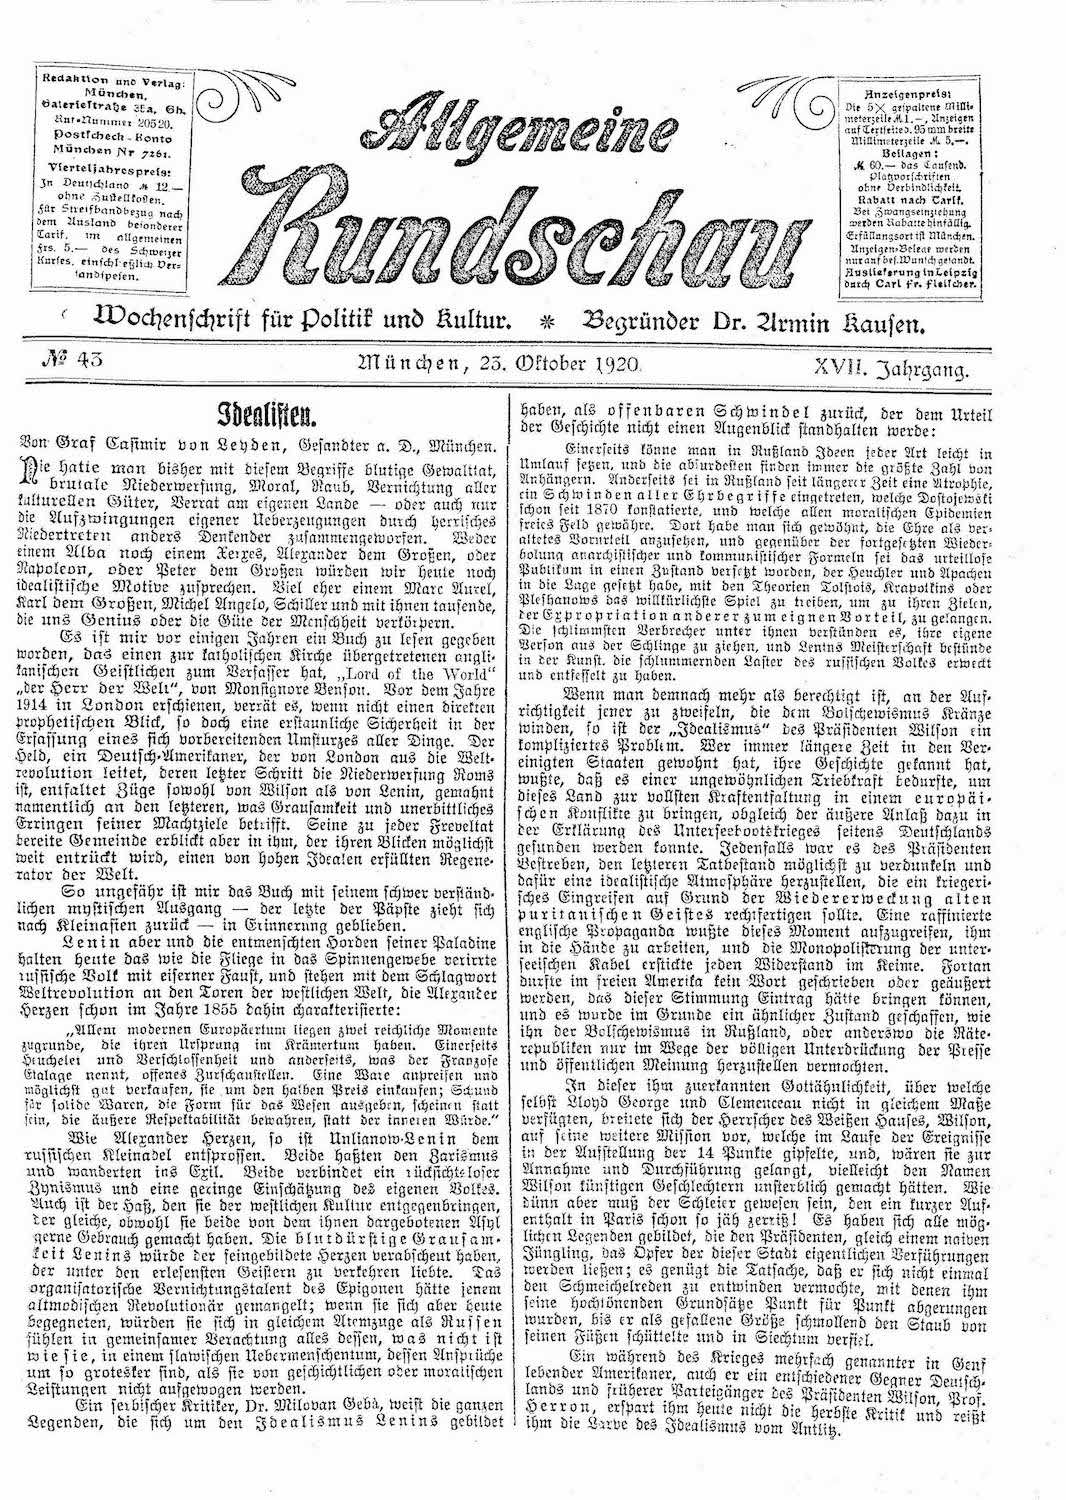 Redaktion und Verlag:
München,
Galeriestraße 35a, Gh.
Ruf-Nummer 20520.
Postscheck-Konto
München Nr 7261.
Vierteljahrespreis:
In Deutschland ℳ 12.—
ohne Zustellkosten.
Für Streifbandbezug nach
dem Ausland besonderer
Tarif, im allgemeinen
Frs. 5.— des Schweizer
Kurses, einschließlich Ver-
sandspesen.
Allgemeine
Rundschau
Anzeigenpreis:
Die 5× gespaltene Milli-
meterzeile ℳ 1.—, Anzeigen
auf Textseite d. 95 mm breite
Millimeterzeile ℳ 5.—.
Beilagen:
ℳ 60.— das Tausend.
Platzvorschriften
ohne Verbindlichkeit.
Rabatt nach Tarif.
Bei Zwangseinziehung
werden Rabatte hinfällig.
Erfüllungsort ist München.
Anzeigen-Belege werden
nur auf bes. Wunsch gesandt.
Auslieferung in Leipzig
durch Carl Fr. Fleischer.
Wochenschrift für Politik und Kultur. * Begründer Dr. Armin Kausen.
№ 43
München, 23. Oktober 1920.
XVII. Jahrgang.
Idealisten.
Von Graf Casimir von Leyden, Gesandter a. D., München.
Nie hatte man bisher mit diesem Begriffe blutige Gewalttat,
brutale Niederwerfung, Moral, Raub, Vernichtung aller
kulturellen Güter, Verrat am eigenen Lande — oder auch nur
die Aufzwingungen eigener Ueberzeugungen durch herrisches
Niedertreten anders Denkender zusammengeworfen. Weder
einem Alba noch einem Xerxes, Alexander dem Großen, oder
Napoleon, oder Peter dem Großen würden wir heute noch
idealistische Motive zusprechen. Viel eher einem Marc Aurel,
Karl dem Großen, Michel Angelo, Schiller und mit ihnen tausende,
die uns Genius oder die Güte der Menschheit verkörpern.
Es ist mir vor einigen Jahren ein Buch zu lesen gegeben
worden, das einen zur katholischen Kirche übergetretenen angli-
kanischen Geistlichen zum Verfasser hat, „Lord of the World"
„der Herr der Welt", von Monsignore Benson. Vor dem Jahre
1914 in London erschienen, verrät es, wenn nicht einen direkten
prophetischen Blick, so doch eine erstaunliche Sicherheit in der
Erfassung eines sich vorbereitenden Umsturzes aller Dinge. Der
Held, ein Deutsch-Amerikaner, der von London aus die Welt-
revolution leitet, deren letzter Schritt die Niederwerfung Roms
ist, entfaltet Züge sowohl von Wilson als von Lenin, gemahnt
namentlich an den letzteren, was Grausamkeit und unerbittliches
Erringen seiner Machtziele betrifft. Seine zu jeder Freveltat
bereite Gemeinde erblickt aber in ihm, der ihren Blicken möglichst
weit entrückt wird, einen von hohen Idealen erfüllten Regene-
rator der Welt.
So ungefähr ist mir das Buch mit seinem schwer verständ-
lichen mystischen Ausgang — der letzte der Päpste zieht sich
nach Kleinasien zurück — in Erinnerung geblieben.
Lenin aber und die entmenschten Horden seiner Paladine
halten heute das wie die Fliege in das Spinnengewebe verirrte
russische Volk mit eiserner Faust, und stehen mit dem Schlagwort
Weltrevolution an den Toren der westlichen Welt, die Alexander
Herzen schon im Jahre 1855 dahin charakterisierte:
„Allem modernen Europäertum liegen zwei reichliche Momente
zugrunde, die ihren Ursprung im Krämertum haben. Einerseits
Heuchelei und Verschlossenheit und anderseits, was der Franzose
Etalage nennt, offenes Zurschaustellen. Eine Ware anpreisen und
möglichst gut verkaufen, sie um den halben Preis einkaufen; Schund
für solide Waren, die Form für das Wesen ausgeben, scheinen statt
sein, die äußere Respektabilität bewahren, statt der inneren Würde."
Wie Alexander Herzen, so ist Unlianow-Lenin dem
russischen Kleinadel entsprossen. Beide haßten den Zarismus
und wanderten ins Exil. Beide verbindet ein rücksichtsloser
Zynismus und eine geringe Einschätzung des eigenen Volkes.
Auch ist der Haß, den sie der westlichen Kultur entgegenbringen,
der gleiche, obwohl sie beide von dem ihnen dargebotenen Asyl
gerne Gebrauch gemacht haben. Die blutdürstige Grausam-
keit Lenins würde der feingebildete Herzen verabscheut haben,
der unter den erlesensten Geistern zu verkehren liebte. Das
organisatorische Vernichtungstalent des Epigonen hätte jenem
altmodischen Revolutionär gemangelt; wenn sie sich aber heute
begegneten, würden sie sich in gleichem Atemzuge als Russen
fühlen in gemeinsamer Verachtung alles dessen, was nicht ist
wie sie, in einem slawischen Uebermenschentum, dessen Ansprüche
um so grotesker sind, als sie von geschichtlichen oder moralischen
Leistungen nicht aufgewogen werden.
Ein serbischer Kritiker, Dr. Milovan Gebà, weist die ganzen
Legenden, die sich um den Idealismus Lenins gebildet
haben, als offenbaren Schwindel zurück, der dem Urteil
der Geschichte nicht einen Augenblick standhalten werde:
Einerseits könne man in Rußland Ideen jeder Art leicht in
Umlauf setzen, und die absurdesten finden immer die größte Zahl von
Anhängern. Anderseits sei in Rußland seit längerer Zeit eine Atrophie,
ein Schwinden aller Ehrbegriffe eingetreten, welche Dostojewski
schon seit 1870 konstatierte, und welche allen moralischen Epidemien
freies Feld gewähre. Dort habe man sich gewöhnt, die Ehre als ver-
altetes Vorurteil anzusehen, und gegenüber der fortgesetzten Wieder-
holung anarchistischer und kommunistischer Formeln sei das urteillose
Publikum in einen Zustand versetzt worden, der Heuchler und Apachen
in die Lage gesetzt habe, mit den Theorien Tolstois, Krapotkins oder
Pleshanows das willkürlichste Spiel zu treiben, um zu ihren Zielen,
der Expropriation anderer zum eignen Vorteil, zu gelangen.
Die schlimmsten Verbrecher unter ihnen verstünden es, ihre eigene
Person aus der Schlinge zu ziehen, und Lenins Meisterschaft bestünde
in der Kunst, die schlummernden Laster des russischen Volkes erweckt
und entfesselt zu haben.
Wenn man demnach mehr als berechtigt ist, an der Auf-
richtigkeit jener zu zweifeln, die dem Bolschewismus Kränze
winden, so ist der „Idealismus" des Präsidenten Wilson ein
kompliziertes Problem. Wer immer längere Zeit in den Ver-
einigten Staaten gewohnt hat, ihre Geschichte gekannt hat,
wußte, daß es einer ungewöhnlichen Triebkraft bedurfte, um
dieses Land zur vollsten Kraftentfaltung in einem europäi-
schen Konflikte zu bringen, obgleich der äußere Anlaß dazu in
der Erklärung des Unterseebootskrieges seitens Deutschlands
gefunden werden konnte. Jedenfalls war es des Präsidenten
Bestreben, den letzteren Tatbestand möglichst zu verdunkeln und
dafür eine idealistische Atmosphäre herzustellen, die ein kriegeri-
sches Eingreifen auf Grund der Wiedererweckung alten
puritanischen Geistes rechtfertigen sollte. Eine raffinierte
englische Propaganda wußte dieses Moment aufzugreifen, ihm
in die Hände zu arbeiten, und die Monopolisierung der unter-
seeischen Kabel erstickte jeden Widerstand im Keime. Fortan
durfte im freien Amerika kein Wort geschrieben oder geäußert
werden, das dieser Stimmung Eintrag hätte bringen können,
und es wurde im Grunde ein ähnlicher Zustand geschaffen, wie
ihn der Bolschewismus in Rußland, oder anderswo die Räte-
republiken nur im Wege der völligen Unterdrückung der Presse
und öffentlichen Meinung herzustellen vermochten.
In dieser ihm zuerkannten Gottähnlichkeit, über welche
selbst Lloyd George und Clemenceau nicht in gleichem Maße
verfügten, breitete sich der Herrscher des Weißen Hauses, Wilson,
auf seine weitere Mission vor, welche im Laufe der Ereignisse
in der Aufstellung der 14 Punkte gipfelte, und, wären sie zur
Annahme und Durchführung gelangt, vielleicht den Namen
Wilson künftigen Geschlechtern unsterblich gemacht hätten. Wie
dünn aber muß der Schleier gewesen sein, den ein kurzer Auf-
enthalt in Paris schon so jäh zerriß! Es haben sich alle mög-
lichen Legenden gebildet, die den Präsidenten, gleich einem naiven
Jüngling, das Opfer der dieser Stadt eigentlichen Verführungen
werden ließen; es genügt die Tatsache, daß er sich nicht einmal
den Schmeichelreden zu entwinden vermochte, mit denen ihm
seine hochtönenden Grundsätze Punkt für Punkt abgerungen
wurden, bis er als gefallene Größe schmollend den Staub von
seinen Füßen schüttelte und in Siechtum verfiel.
Ein während des Krieges mehrfach genannter in Genf
lebender Amerikaner, auch er ein entschiedener Gegner Deutsch-
lands und früherer Parteigänger des Präsidenten Wilson, Prof.
Herron, erspart ihm heute nicht die herbste Kritik und reißt
ihm die Larve des Idealismus vom Antlitz.